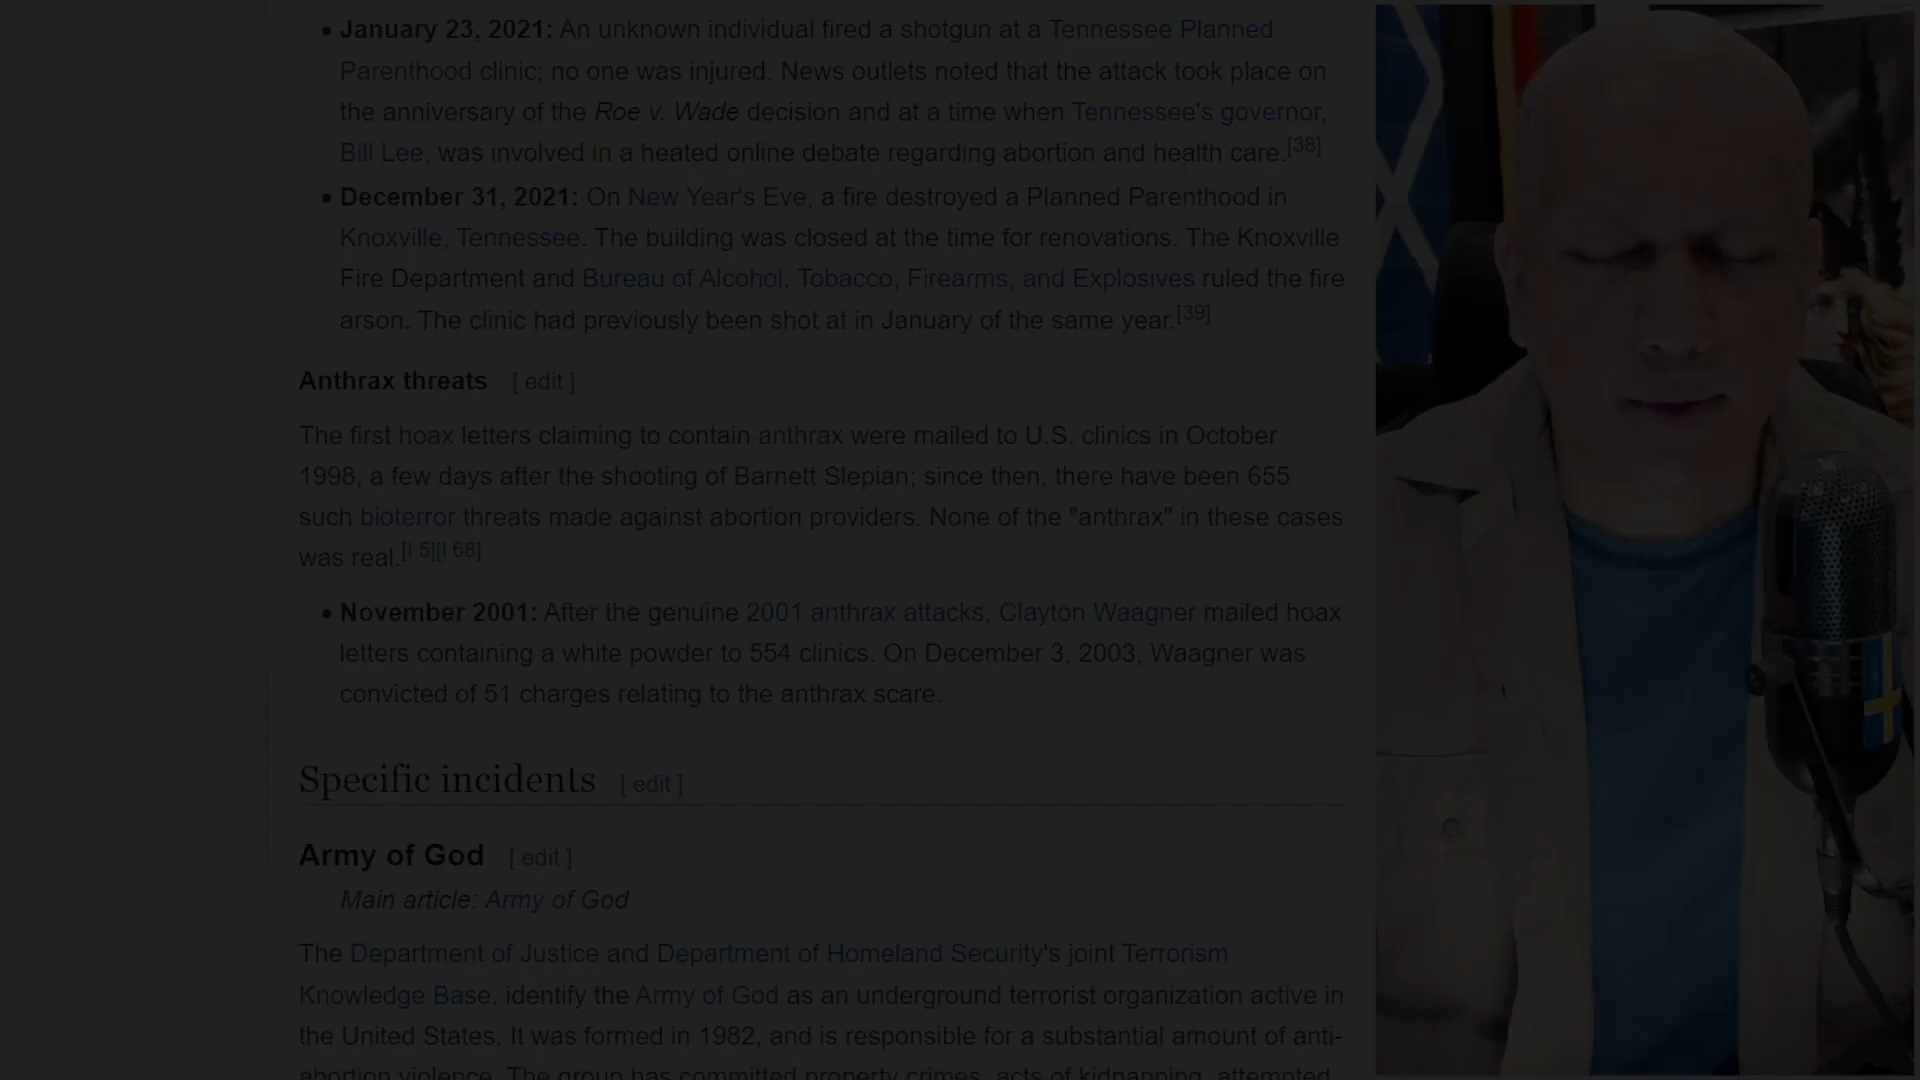 • January 23, 2021: An unknown individual fired a shotgun at a Tennessee Planned
Parenthood clinic; no one was injured. News outlets noted that the attack took place on
the anniversary of the Roe v. Wade decision and at a time when Tennessee's governor,
Bill Lee, was involved in a heated online debate regarding abortion and health care.[38]
• December 31, 2021: On New Year's Eve, a fire destroyed a Planned Parenthood in
Knoxville, Tennessee. The building was closed at the time for renovations. The Knoxville
Fire Department and Bureau of Alcohol, Tobacco, Firearms, and Explosives ruled the fire
arson. The clinic had previously been shot at in January of the same year.[39]
Anthrax threats [ edit ]
The first hoax letters claiming to contain anthrax were mailed to U.S. clinics in October
1998, a few days after the shooting of Barnett Slepian; since then, there have been 655
such bioterror threats made against abortion providers. None of the "anthrax" in these cases
was real.[I 5][I 68]
• November 2001: After the genuine 2001 anthrax attacks, Clayton Waagner mailed hoax
letters containing a white powder to 554 clinics. On December 3, 2003, Waagner was
convicted of 51 charges relating to the anthrax scare.
Specific incidents [ edit ]
Army of God [ edit ]
Main article: Army of God
The Department of Justice and Department of Homeland Security's joint Terrorism
Knowledge Base, identify the Army of God as an underground terrorist organization active in
the United States. It was formed in 1982, and is responsible for a substantial amount of anti-
abortion violence. The group has committed property crimes, acts of kidnapping, attempted